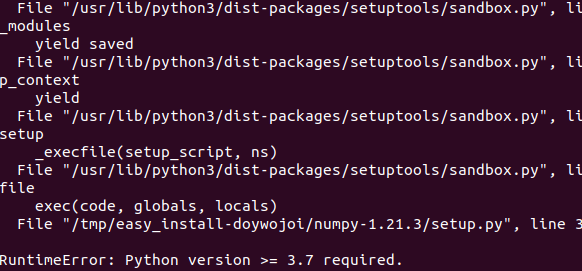 File "/usr/lib/python3/dist-packages/setuptools/sandbox.py", li
_modules
yield saved
File "/usr/lib/python3/dist-packages/setuptools/sandbox.py", li
p_context
yield
File "/usr/lib/python3/dist-packages/setuptools/sandbox.py", li
setup
_execfile(setup_script, ns)
File "/usr/lib/python3/dist-packages/setuptools/sandbox.py", li
file
exec(code, globals, locals)
File "/tmp/easy_install-doywojoi/numpy-1.21.3/setup.py", line 3
RuntimeError: Python version >= 3.7 required.